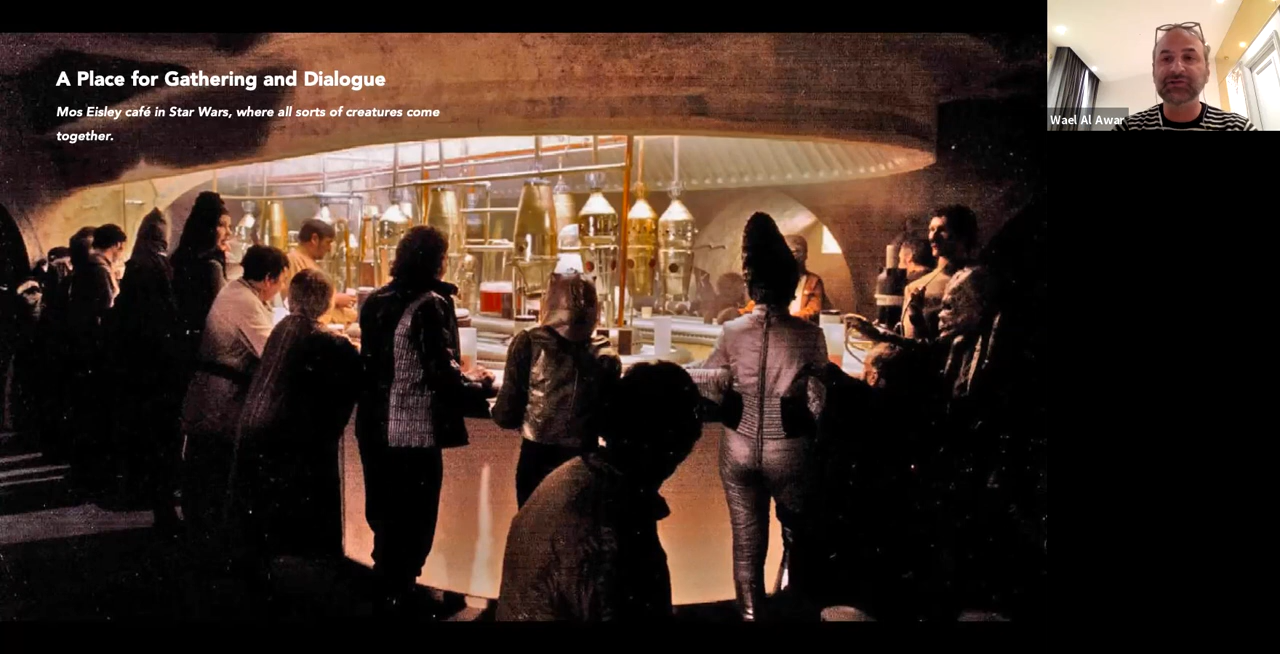 A Place for Gathering and Dialogue
Mos Eisley café in Star Wars, where all sorts of creatures come
together.
Wael Al Awar